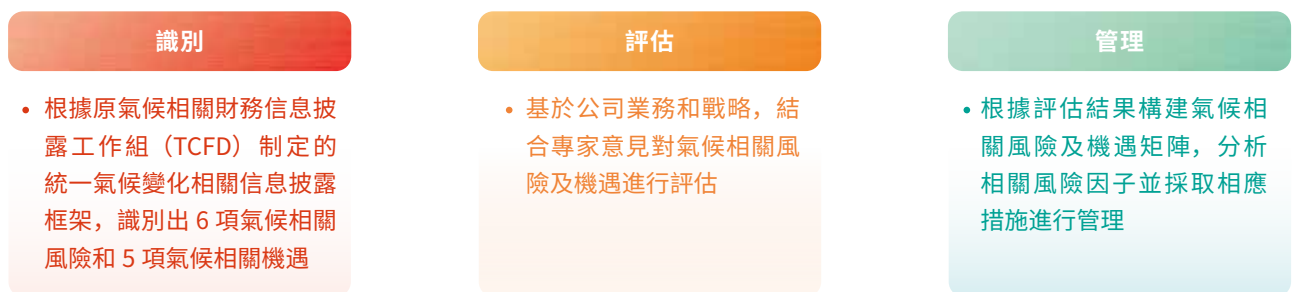 識別
• 根據原氣候相關財務信息披
露工作組（TCFD）制定的
統一氣候變化相關信息披露
框架，識別出 6 項氣候相關
風險和 5 項氣候相關機遇
評估
• 基於公司業務和戰略，結
合專家意見對氣候相關風
險及機遇進行評估
管理
• 根據評估結果構建氣候相
關風險及機遇矩陣，分析
相關風險因子並採取相應
措施進行管理